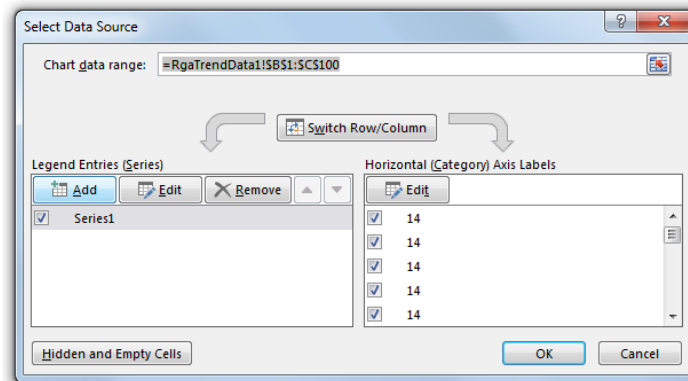 Select Data Source
Chart data range: =RgaTrendData1!$B$1:$C$100
Switch Row/Column
Legend Entries (Series)
Add Edit Remove
Series1
Horizontal (Category) Axis Labels
Edit
14
14
14
14
14
Hidden and Empty Cells
OK Cancel